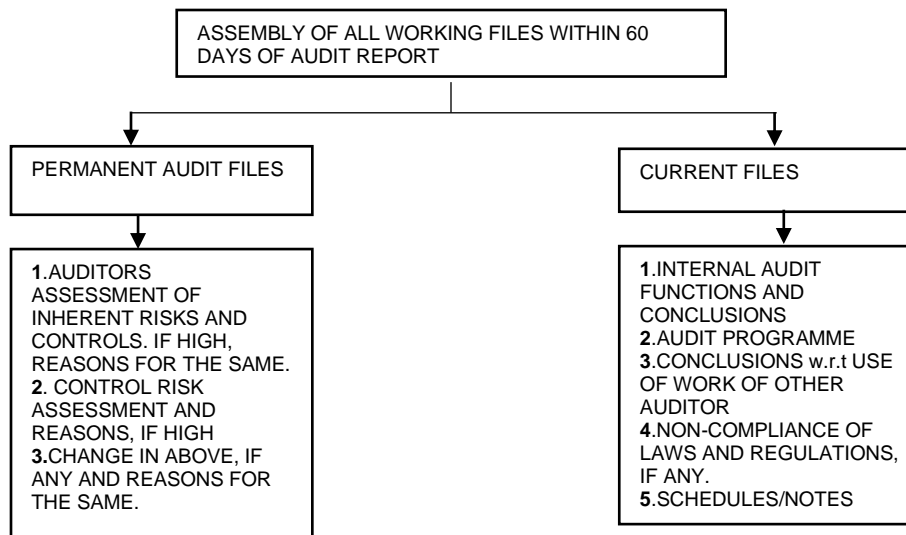 ASSEMBLY OF ALL WORKING FILES WITHIN 60
DAYS OF AUDIT REPORT
PERMANENT AUDIT FILES
CURRENT FILES
1.AUDITORS
ASSESSMENT OF
INHERENT RISKS AND
CONTROLS. IF HIGH,
REASONS FOR THE SAME.
2. CONTROL RISK
ASSESSMENT AND
REASONS, IF HIGH
3.CHANGE IN ABOVE, IF
ANY AND REASONS FOR
THE SAME.
1.INTERNAL AUDIT
FUNCTIONS AND
CONCLUSIONS
2.AUDIT PROGRAMME
3.CONCLUSIONS w.r.t USE
OF WORK OF OTHER
AUDITOR
4.NON-COMPLIANCE OF
LAWS AND REGULATIONS,
IF ANY.
5.SCHEDULES/NOTES